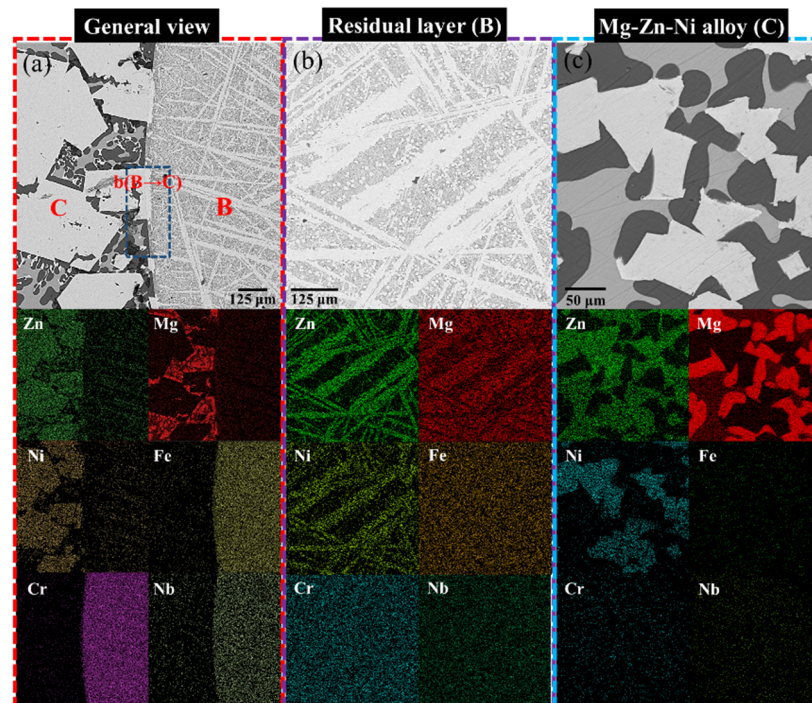 General view
Residual layer (B)
Mg-Zn-Ni alloy (C)
(a)
b(B→C)
C
B
125 μm
(b)
125 μm
(c)
50 μm
Zn
Mg
Ni
Fe
Cr
Nb
Zn
Mg
Ni
Fe
Cr
Nb
Zn
Mg
Ni
Fe
Cr
Nb